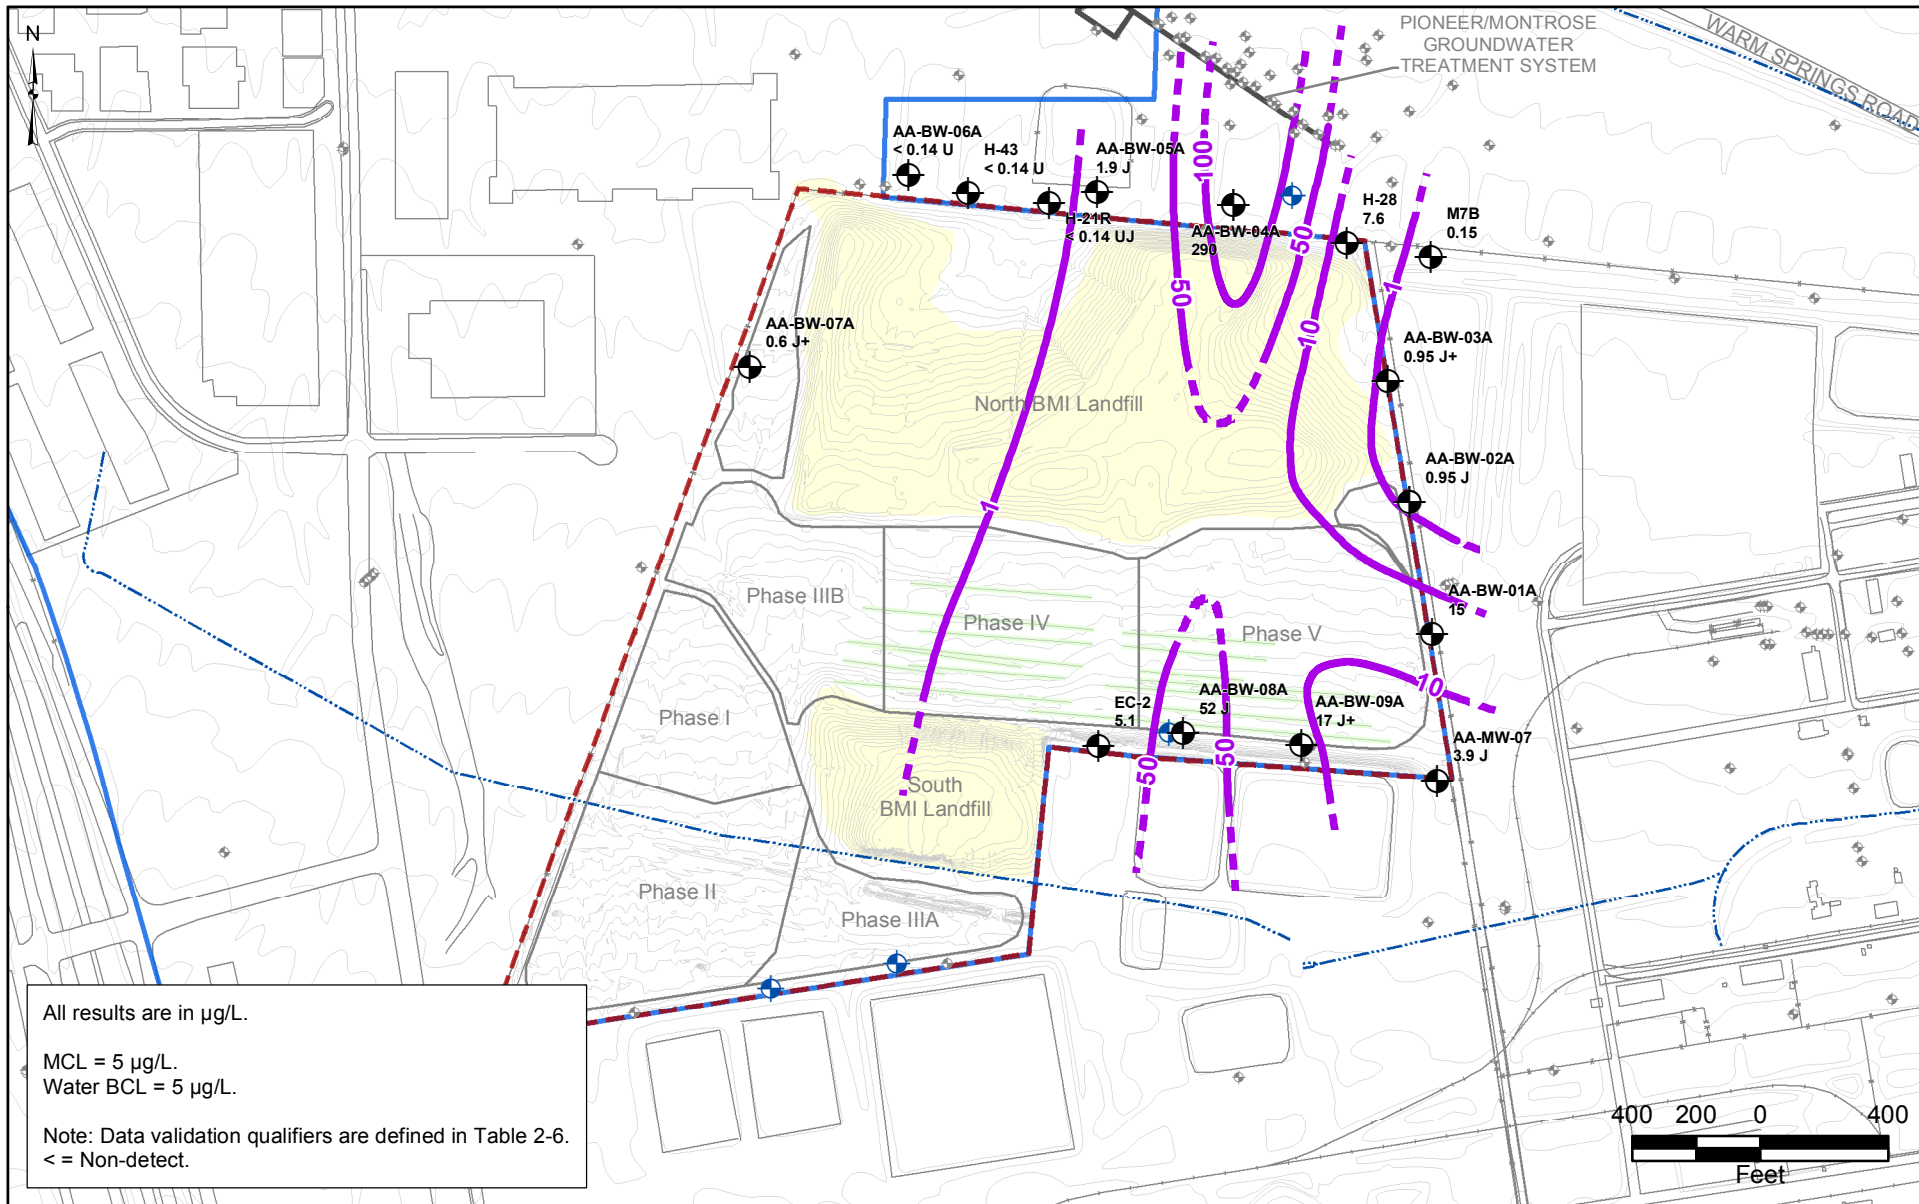 N
PIONEER/MONTROSE
GROUNDWATER
TREATMENT SYSTEM
WARM SPRINGS ROAD
AA-BW-06A
< 0.14 U
H-43
< 0.14 U
AA-BW-05A
1.9 J
H-21R
< 0.14 UJ
100
AA-BW-04A
290
50
50
H-28
7.6
M7B
0.15
1
10
AA-BW-03A
0.95 J+
AA-BW-07A
0.6 J+
North BMI Landfill
AA-BW-02A
0.95 J
1
Phase IIIB
Phase IV
Phase V
AA-BW-01A
15
10
Phase I
EC-2
5.1
AA-BW-08A
52 J
AA-BW-09A
17 J+
AA-MW-07
3.9 J
50
50
South
BMI Landfill
Phase II
Phase IIIA
All results are in µg/L.
MCL = 5 µg/L.
Water BCL = 5 µg/L.
Note: Data validation qualifiers are defined in Table 2-6.
< = Non-detect.
400 200 0 400
Feet